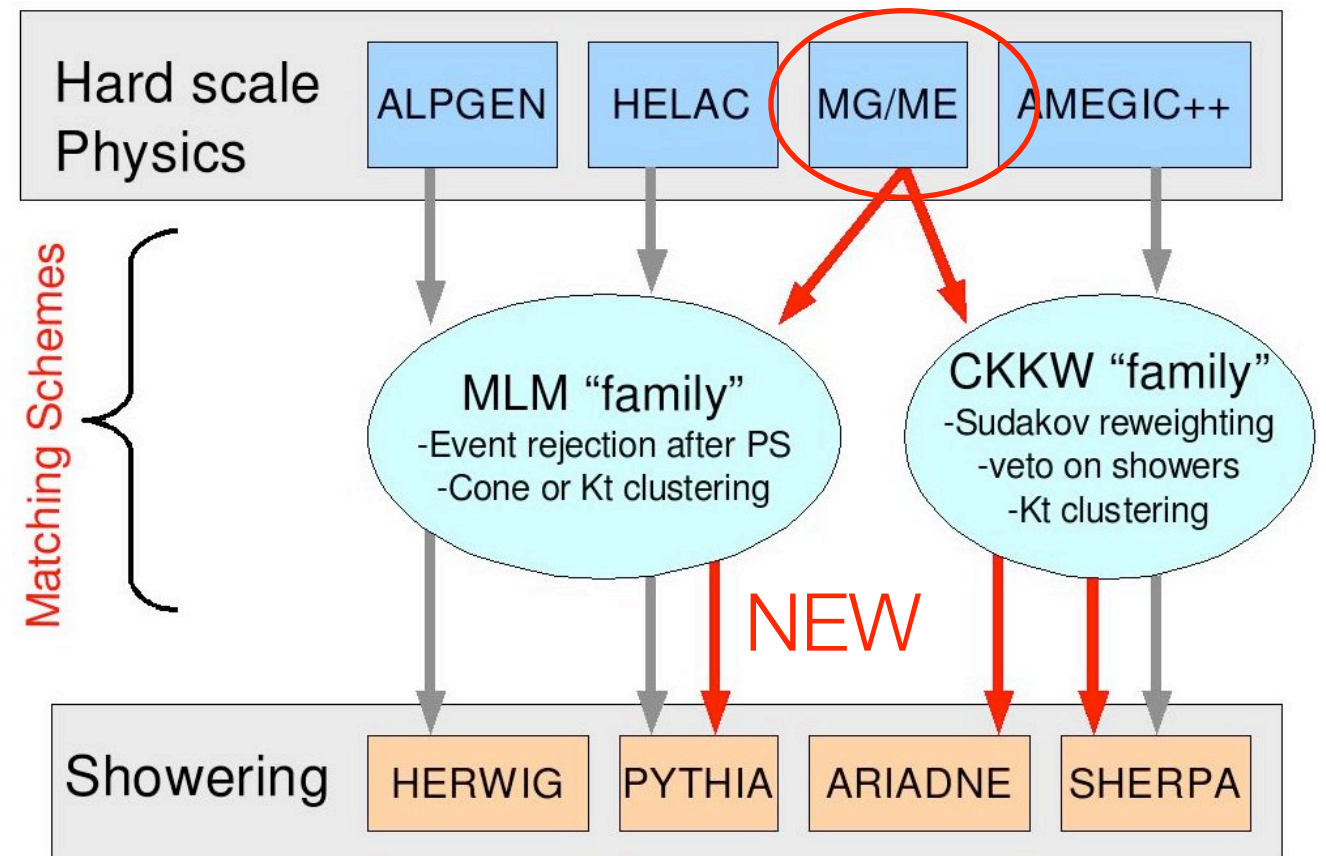 Hard scale
Physics
ALPGEN
HELAC
MG/ME
AMEGIC++
Matching Schemes
MLM “family”
-Event rejection after PS
-Cone or Kt clustering
CKKW “family”
-Sudakov reweighting
-veto on showers
-Kt clustering
NEW
Showering
HERWIG
PYTHIA
ARIADNE
SHERPA